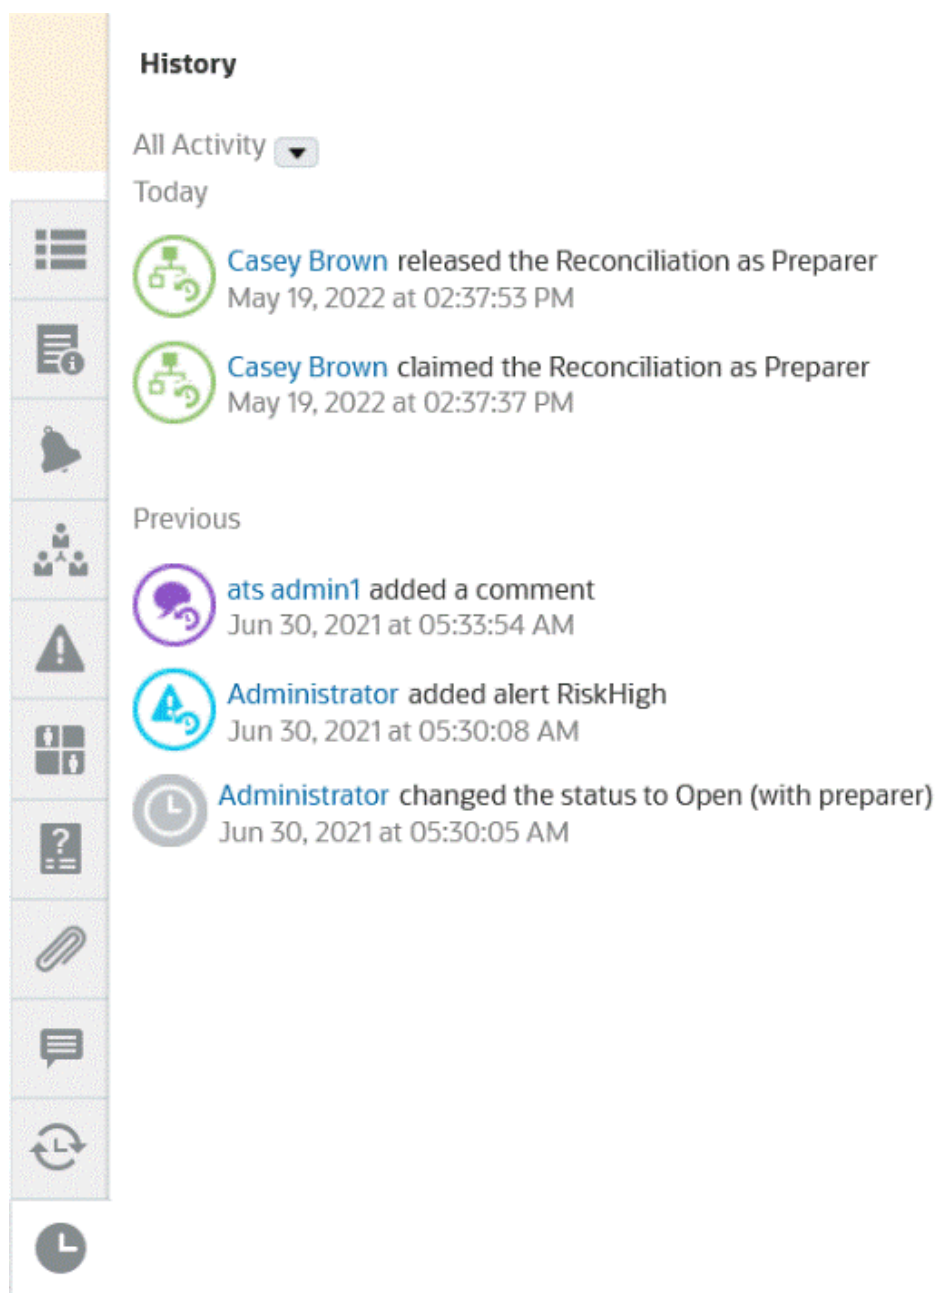 History
All Activity
Today
Casey Brown released the Reconciliation as Preparer
May 19, 2022 at 02:37:53 PM
Casey Brown claimed the Reconciliation as Preparer
May 19, 2022 at 02:37:37 PM
Previous
ats admin1 added a comment
Jun 30, 2021 at 05:33:54 AM
Administrator added alert RiskHigh
Jun 30, 2021 at 05:30:08 AM
Administrator changed the status to Open (with preparer)
Jun 30, 2021 at 05:30:05 AM